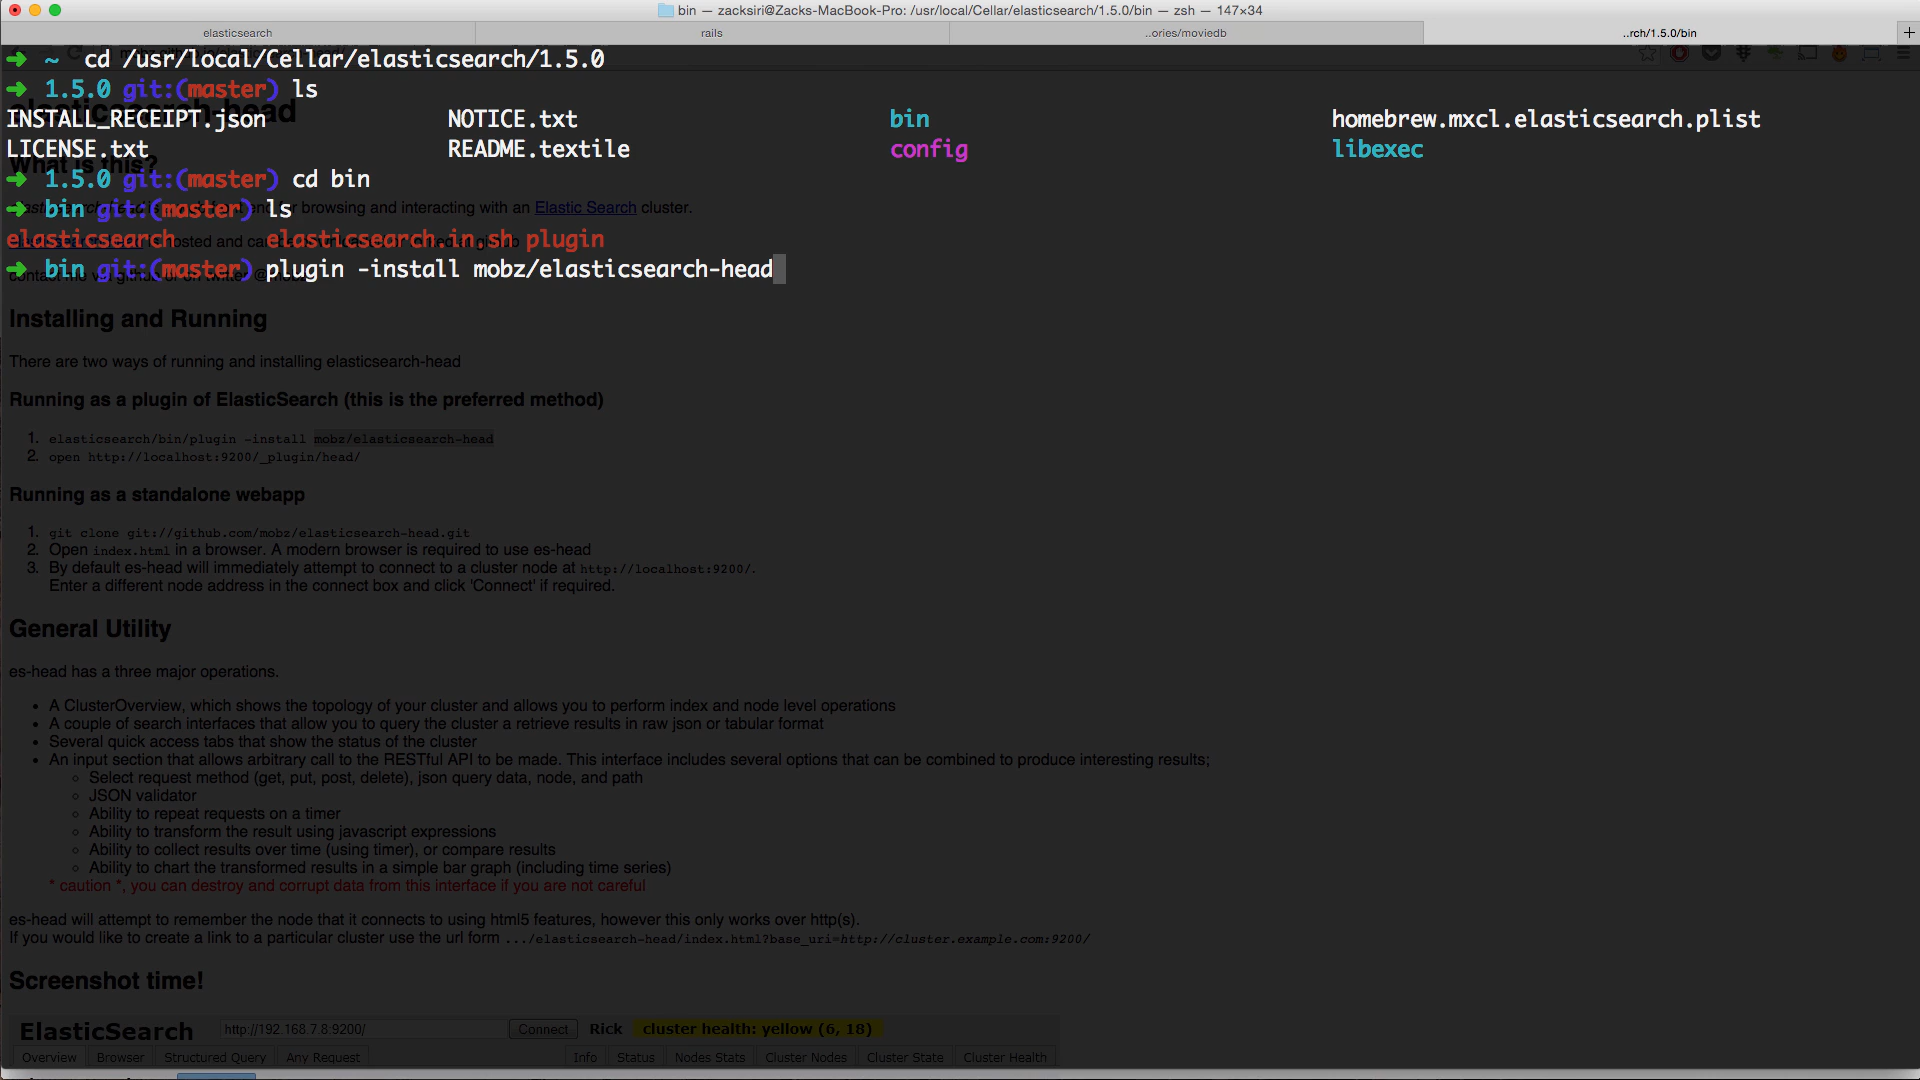 bin — zacksiri@Zacks-MacBook-Pro: /usr/local/Cellar/elasticsearch/1.5.0/bin — zsh — 147×34
elasticsearch rails ..ories/moviedb ..rch/1.5.0/bin +
➜ ~ cd /usr/local/Cellar/elasticsearch/1.5.0
➜ 1.5.0 git:(master) ls
INSTALL_RECEIPT.json NOTICE.txt bin homebrew.mxcl.elasticsearch.plist
LICENSE.txt README.textile config libexec
➜ 1.5.0 git:(master) cd bin
➜ bin git:(master) ls
elasticsearch elasticsearch.in.sh plugin
➜ bin git:(master) plugin -install mobz/elasticsearch-head
elasticsearch-head
What is this?
browsing and interacting with an Elastic Search cluster.
hosted and can
Installing and Running
There are two ways of running and installing elasticsearch-head
Running as a plugin of ElasticSearch (this is the preferred method)
1. elasticsearch/bin/plugin -install mobz/elasticsearch-head
2. open http://localhost:9200/_plugin/head/
Running as a standalone webapp
1. git clone git://github.com/mobz/elasticsearch-head.git
2. Open index.html in a browser. A modern browser is required to use es-head
3. By default es-head will immediately attempt to connect to a cluster node at http://localhost:9200/.
Enter a different node address in the connect box and click 'Connect' if required.
General Utility
es-head has a three major operations.
• A ClusterOverview, which shows the topology of your cluster and allows you to perform index and node level operations
• A couple of search interfaces that allow you to query the cluster a retrieve results in raw json or tabular format
• Several quick access tabs that show the status of the cluster
• An input section that allows arbitrary call to the RESTful API to be made. This interface includes several options that can be combined to produce interesting results;
◦ Select request method (get, put, post, delete), json query data, node, and path
◦ JSON validator
◦ Ability to repeat requests on a timer
◦ Ability to transform the result using javascript expressions
◦ Ability to collect results over time (using timer), or compare results
◦ Ability to chart the transformed results in a simple bar graph (including time series)
* caution *, you can destroy and corrupt data from this interface if you are not careful
es-head will attempt to remember the node that it connects to using html5 features, however this only works over http(s).
If you would like to create a link to a particular cluster use the url form .../elasticsearch-head/index.html?base_uri=http://cluster.example.com:9200/
Screenshot time!
ElasticSearch http://192.168.7.8:9200/ Connect Rick cluster health: yellow (6, 18)
Overview Browser Structured Query Any Request Info Status Nodes Stats Cluster Nodes Cluster State Cluster Health